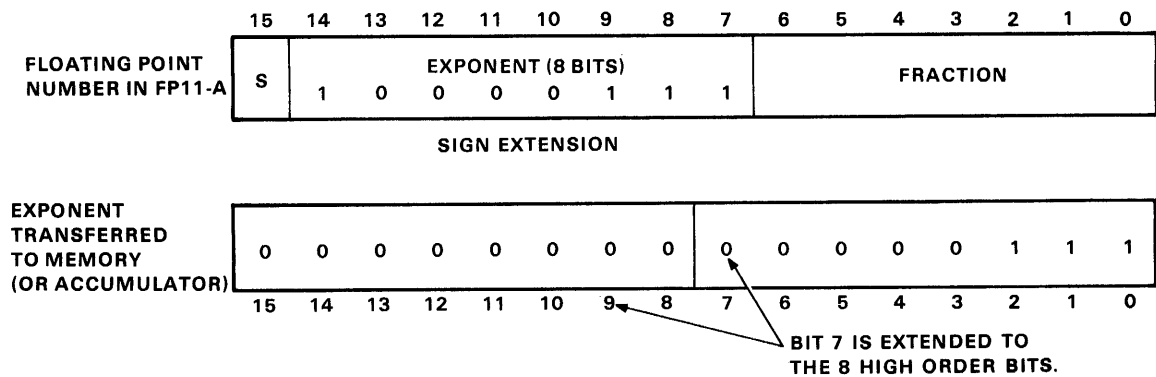 15 14 13 12 11 10 9 8 7 6 5 4 3 2 1 0
FLOATING POINT
NUMBER IN FP11-A
S
EXPONENT (8 BITS)
1 0 0 0 0 1 1 1
FRACTION
SIGN EXTENSION
EXPONENT
TRANSFERRED
TO MEMORY
(OR ACCUMULATOR)
0 0 0 0 0 0 0 0 0 0 0 0 0 1 1 1
15 14 13 12 11 10 9 8 7 6 5 4 3 2 1 0
BIT 7 IS EXTENDED TO
THE 8 HIGH ORDER BITS.